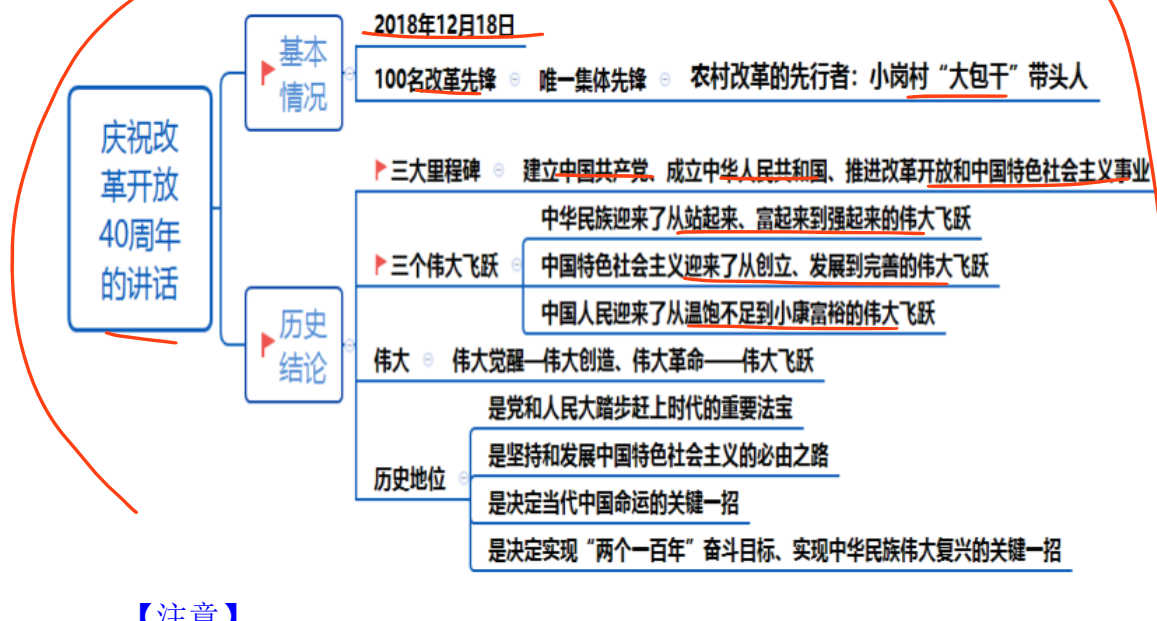 庆祝改
革开放
40周年
的讲话
基本
情况
2018年12月18日
100名改革先锋 唯一集体先锋 农村改革的先行者：小岗村“大包干”带头人
历史
结论
三大里程碑 建立中国共产党、成立中华人民共和国、推进改革开放和中国特色社会主义事业
三个伟大飞跃
中华民族迎来了从站起来、富起来到强起来的伟大飞跃
中国特色社会主义迎来了从创立、发展到完善的伟大飞跃
中国人民迎来了从温饱不足到小康富裕的伟大飞跃
伟大 伟大觉醒—伟大创造、伟大革命——伟大飞跃
历史地位
是党和人民大踏步赶上时代的重要法宝
是坚持和发展中国特色社会主义的必由之路
是决定当代中国命运的关键一招
是决定实现“两个一百年”奋斗目标、实现中华民族伟大复兴的关键一招
【注意】